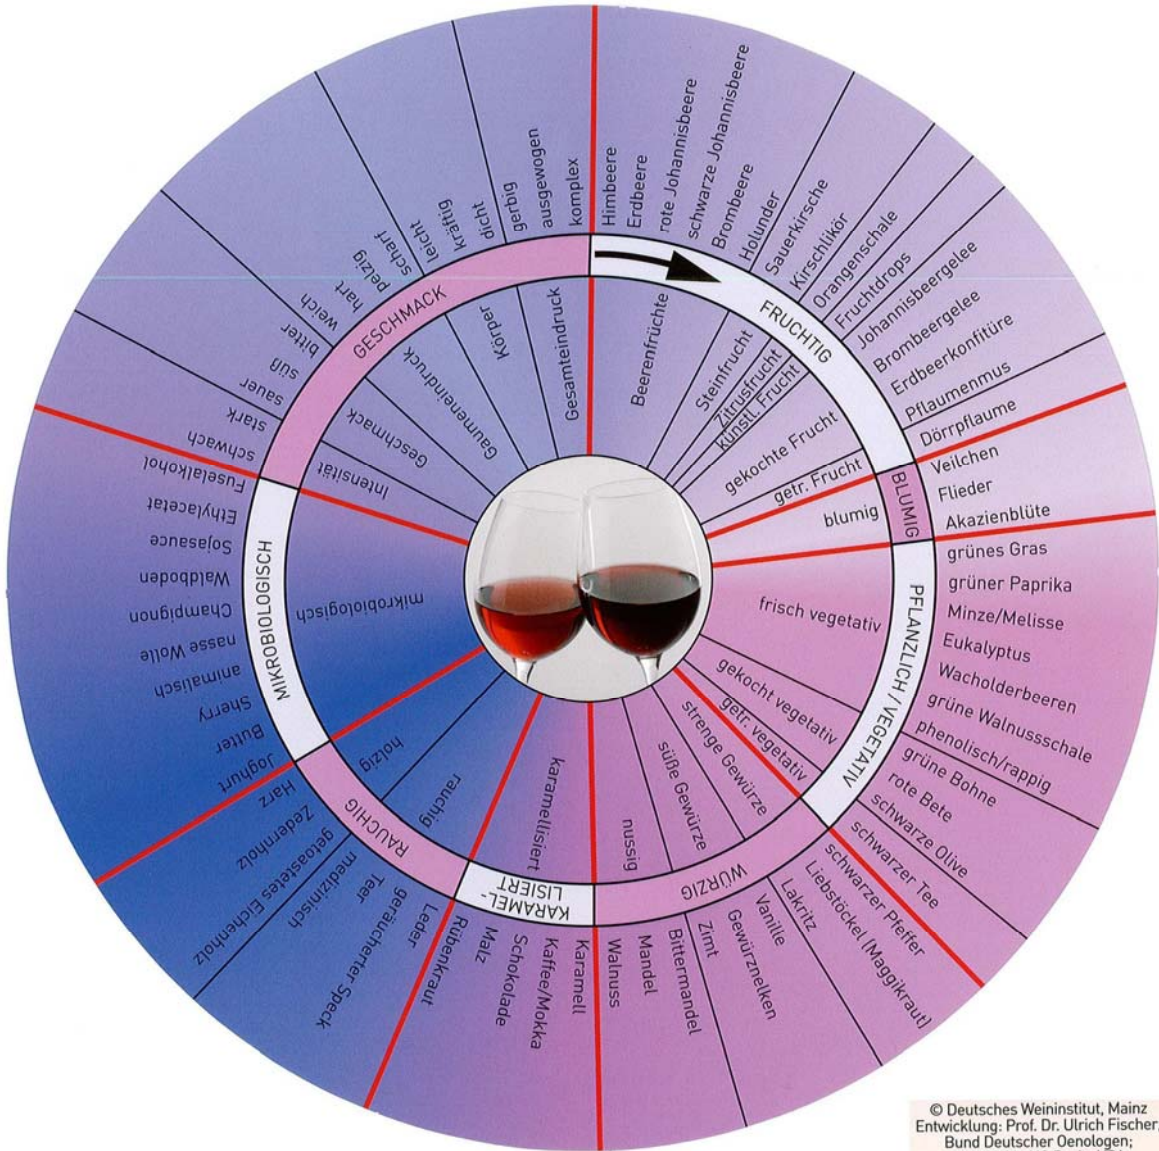 FRUCHTIG
Beerenfrüchte
Himbeere
Erdbeere
rote Johannisbeere
schwarze Johannisbeere
Brombeere
Holunder
Steinfrucht
Sauerkirsche
Kirschlikör
Zitrusfrucht
Orangenschale
künstl. Frucht
Fruchtdrops
gekochte Frucht
Johannisbeergelee
Brombeergelee
Erdbeerkonfitüre
Pflaumenmus
getr. Frucht
Dörrpflaume
BLUMIG
blumig
Veilchen
Flieder
Akazienblüte
PFLANZLICH / VEGETATIV
frisch vegetativ
grünes Gras
grüner Paprika
Minze/Melisse
Eukalyptus
Wacholderbeeren
grüne Walnussschale
phenolisch/rappig
gekocht vegetativ
grüne Bohne
rote Bete
schwarze Olive
getr. vegetativ
schwarzer Tee
WÜRZIG
strenge Gewürze
schwarzer Pfeffer
Liebstöckel (Maggikraut)
Lakritz
süße Gewürze
Vanille
Gewürznelken
Zimt
nussig
Bittermandel
Mandel
Walnuss
KARAMEL-
LISIERT
karamellisiert
Karamell
Kaffee/Mokka
Schokolade
Malz
Rübenkraut
RAUCHIG
rauchig
Leder
geräucherter Speck
Teer
medizinisch
holzig
getoastetes Eichenholz
Zedernholz
Harz
MIKROBIOLOGISCH
mikrobiologisch
Joghurt
Butter
Sherry
animalisch
nasse Wolle
Champignon
Waldboden
Sojasauce
Ethylacetat
Fuselalkohol
GESCHMACK
Intensität
schwach
stark
Geschmack
sauer
süß
bitter
Gaumeneindruck
weich
hart
pelzig
scharf
Körper
leicht
kräftig
dicht
Gesamteindruck
gerbig
ausgewogen
komplex
© Deutsches Weininstitut, Mainz
Entwicklung: Prof. Dr. Ulrich Fischer,
Bund Deutscher Oenologen;